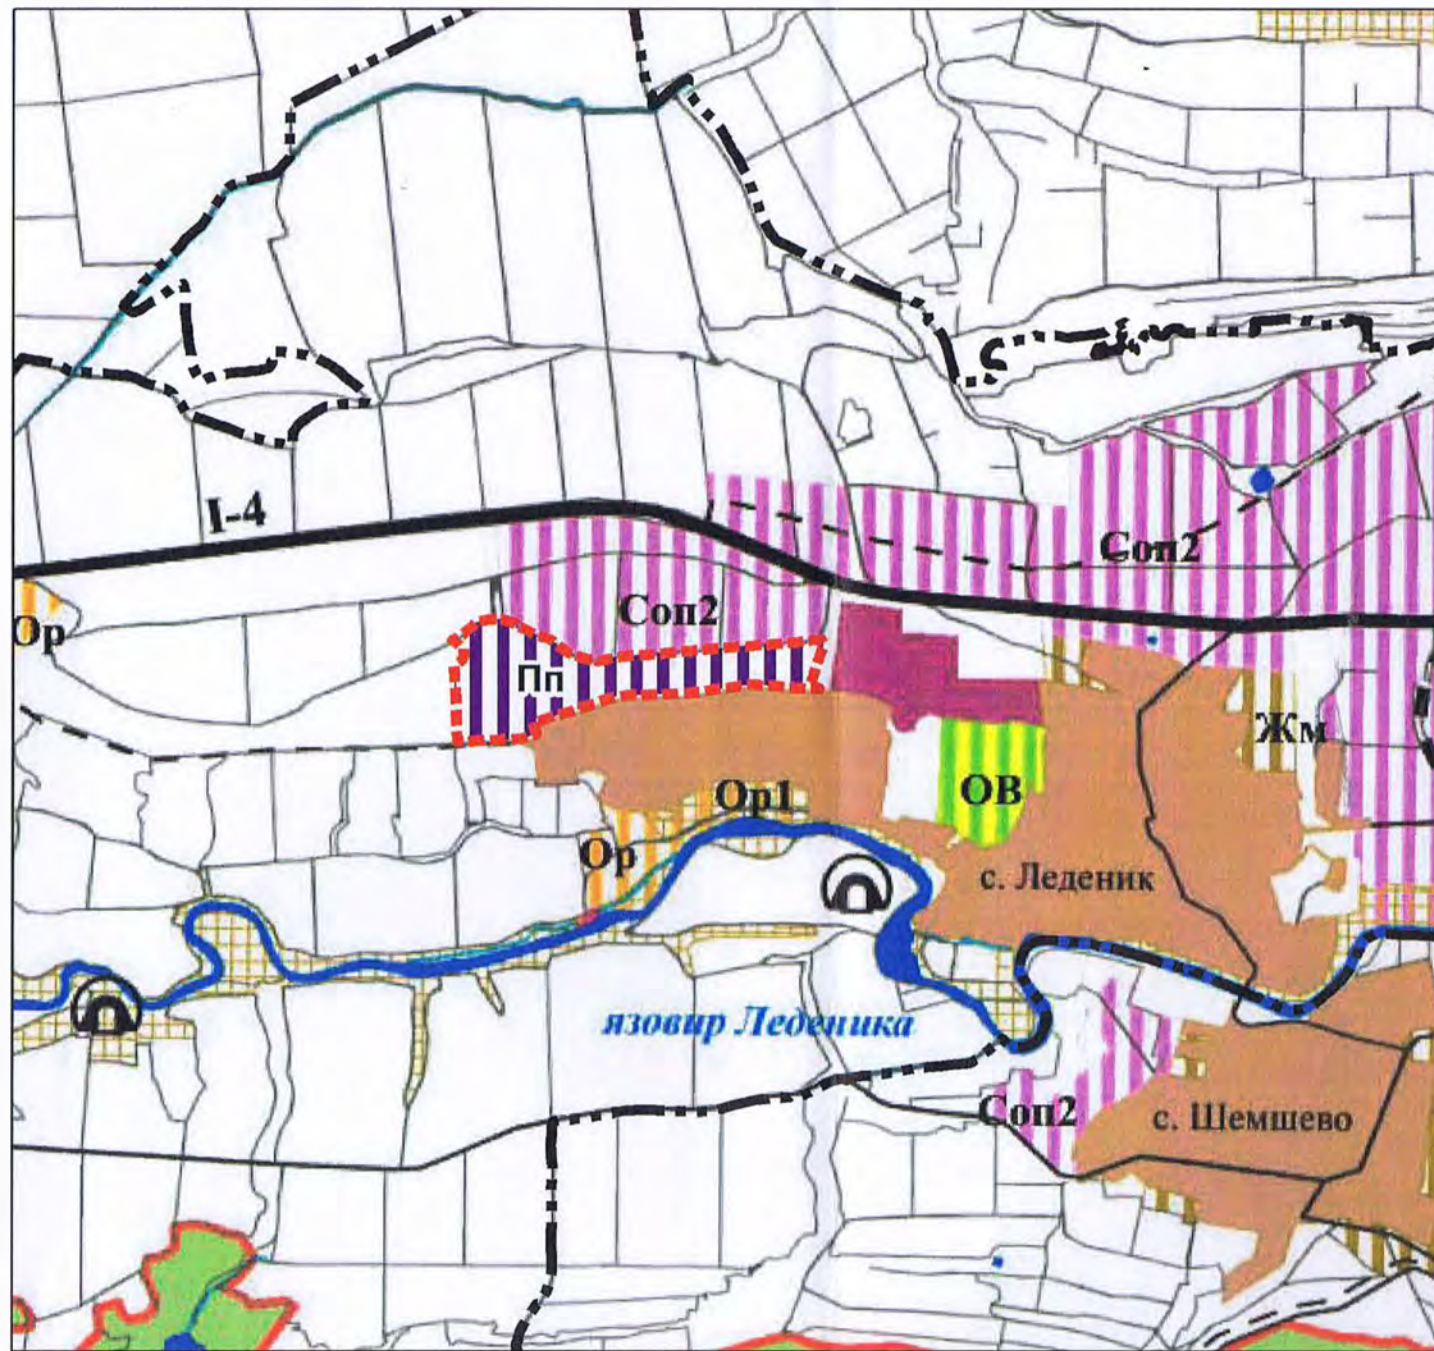 I-4
Соп2
Соп2
Ор
Пп
Жм
Ор1
ОВ
Ор
с. Леденик
язовир Леденика
Соп2
с. Шемшево